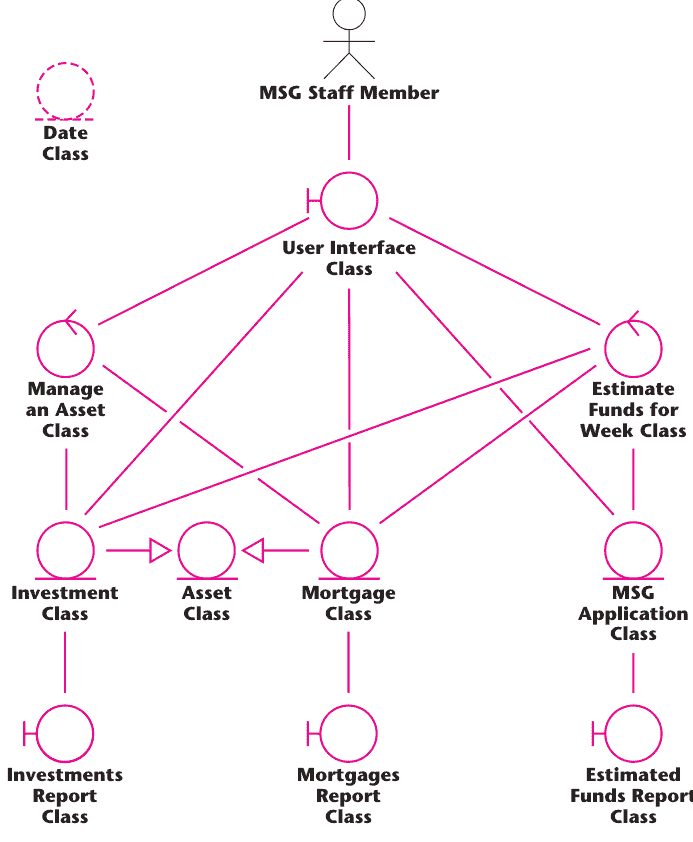 MSG Staff Member
Date
Class
User Interface
Class
Manage
an Asset
Class
Estimate
Funds for
Week Class
Investment
Class
Asset
Class
Mortgage
Class
MSG
Application
Class
Investments
Report
Class
Mortgages
Report
Class
Estimated
Funds Report
Class